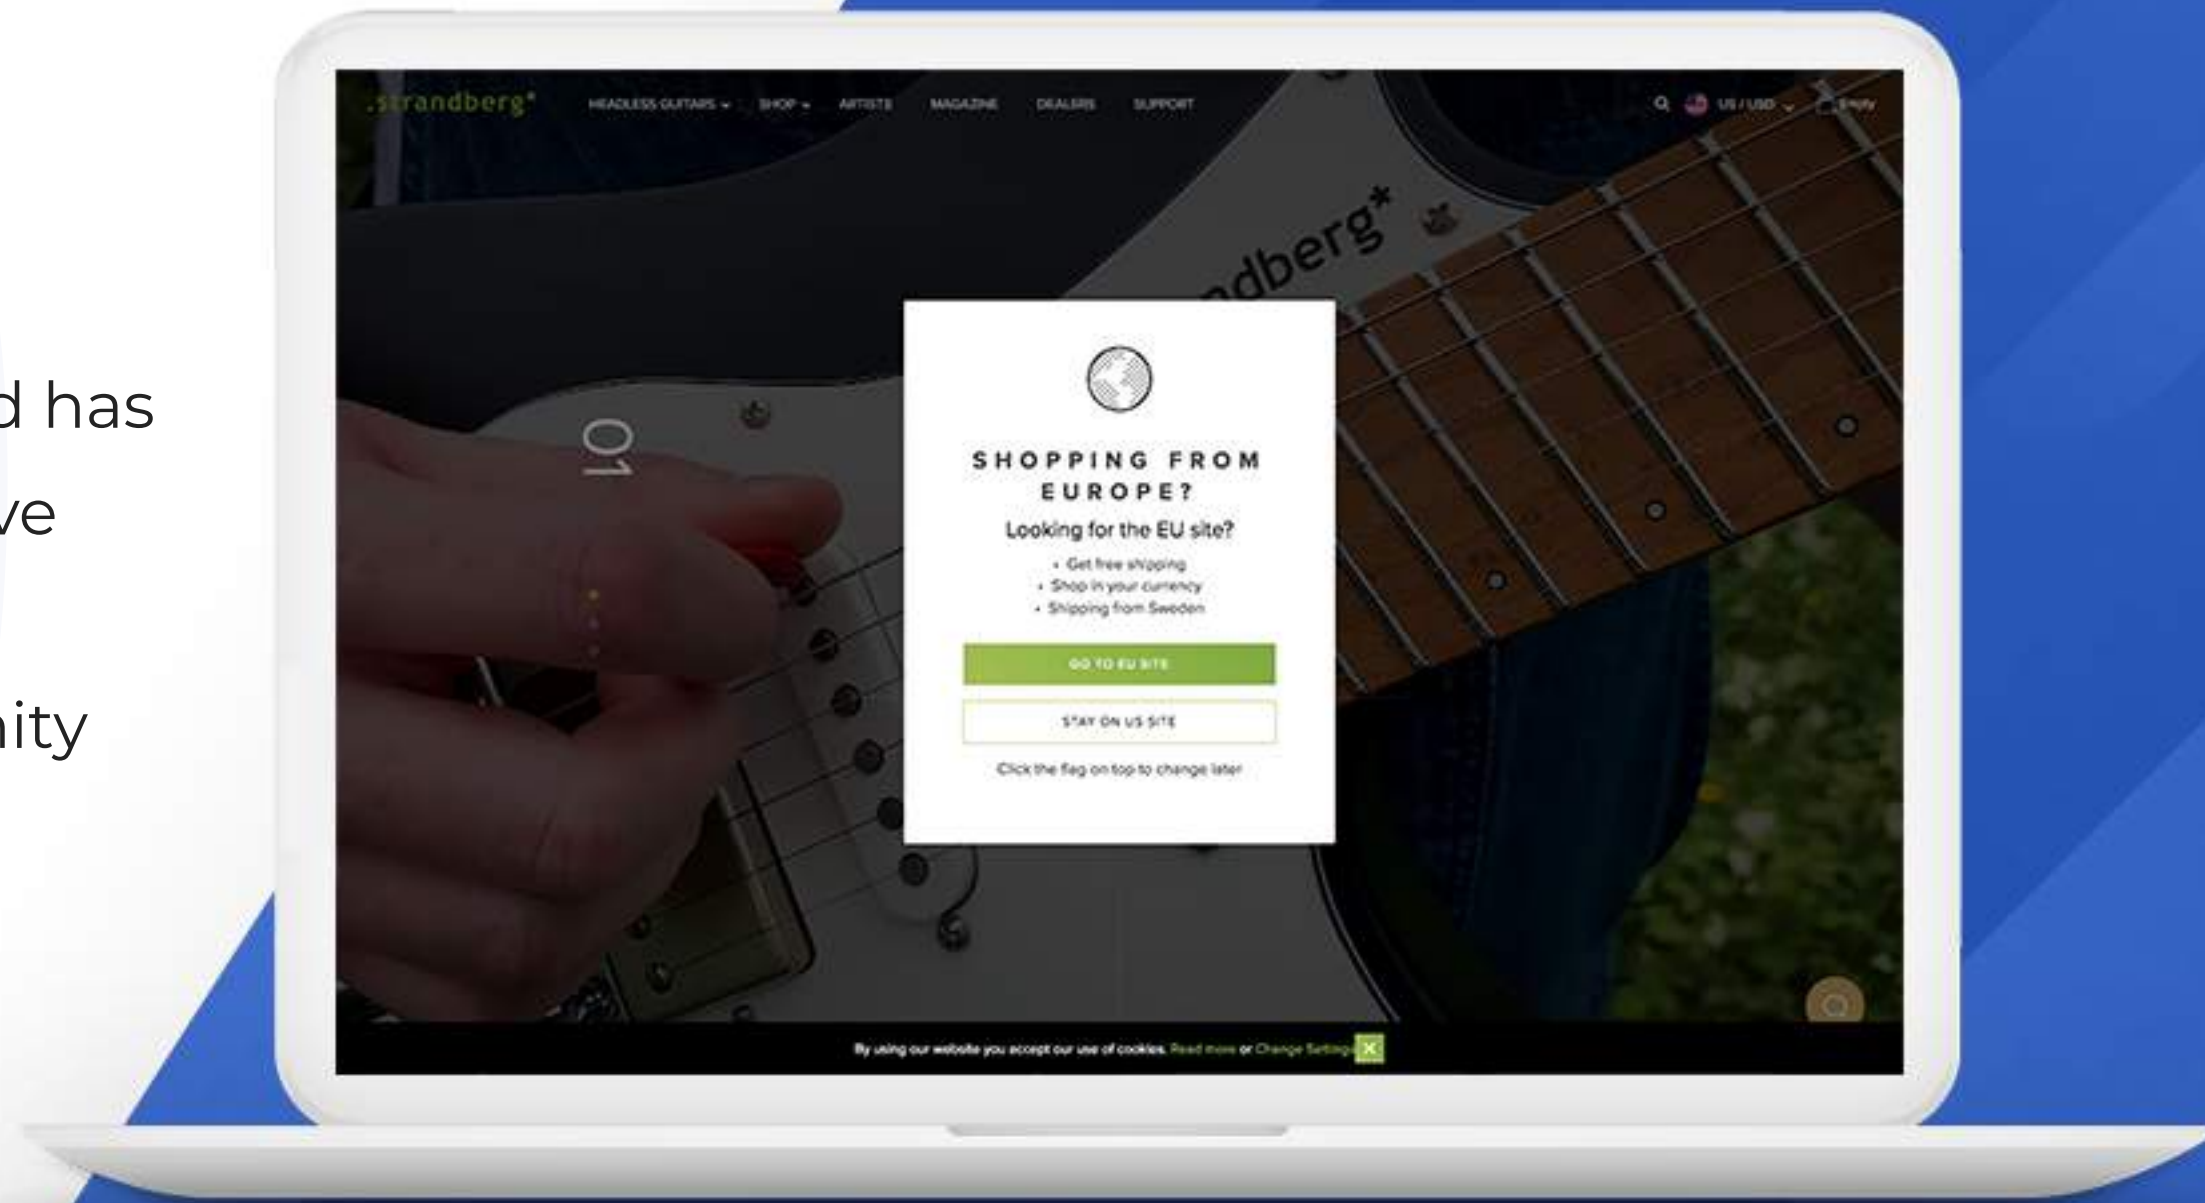 d has
ve
nity
.strandberg*
HEADLESS GUITARS SHOP ARTISTS MAGAZINE DEALERS SUPPORT
US / USD Empty
ndberg*
01
SHOPPING FROM
EUROPE?
Looking for the EU site?
• Get free shipping
• Shop in your currency
• Shipping from Sweden
GO TO EU SITE
STAY ON US SITE
Click the flag on top to change later
By using our website you accept our use of cookies. Read more or Change Settings X